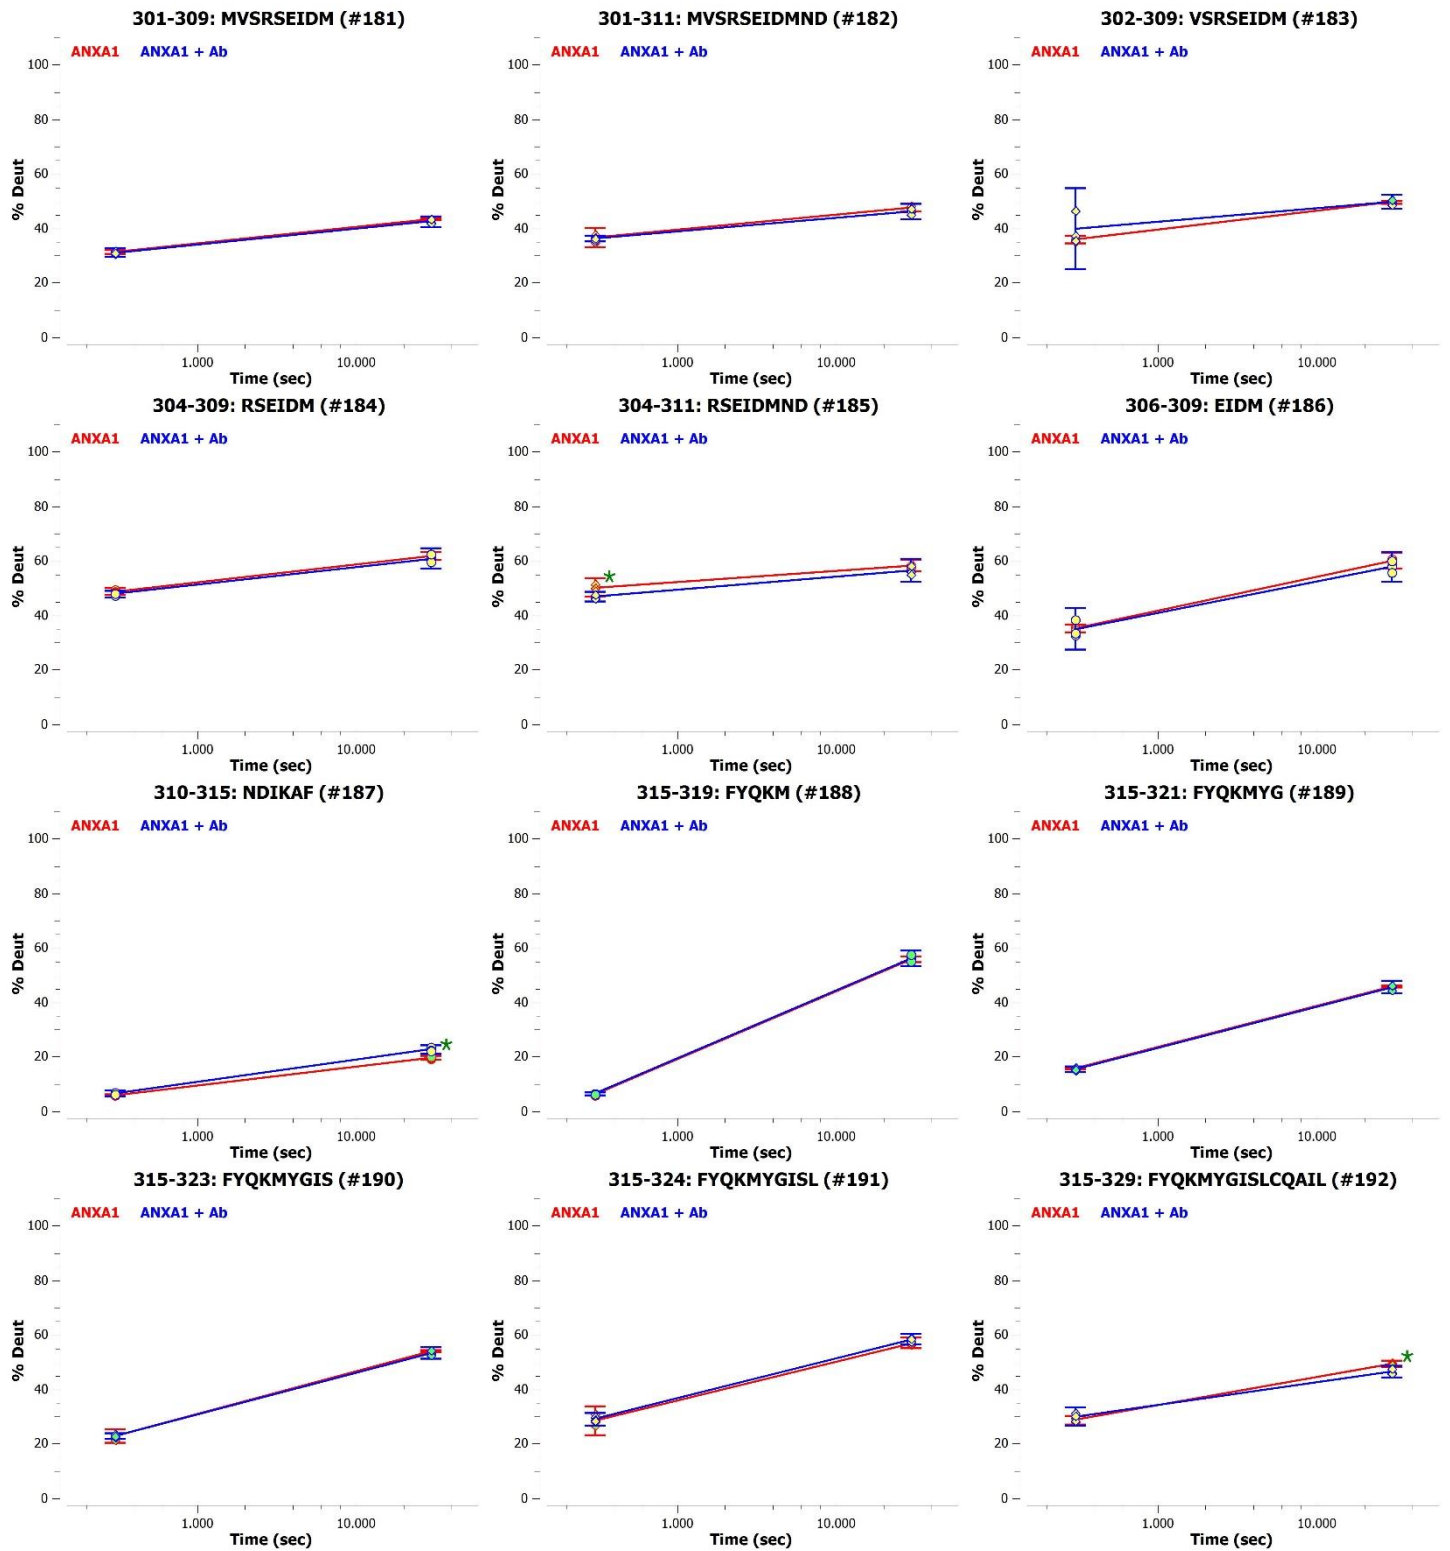 301-309: MVSRSEIDM (#181)
ANXA1 ANXA1 + Ab
100
80
60
40
20
0
% Deut
1.000 10.000
Time (sec)
301-311: MVSRSEIDMND (#182)
ANXA1 ANXA1 + Ab
100
80
60
40
20
0
% Deut
1.000 10.000
Time (sec)
302-309: VSRSEIDM (#183)
ANXA1 ANXA1 + Ab
100
80
60
40
20
0
% Deut
1.000 10.000
Time (sec)
304-309: RSEIDM (#184)
ANXA1 ANXA1 + Ab
100
80
60
40
20
0
% Deut
1.000 10.000
Time (sec)
304-311: RSEIDMND (#185)
ANXA1 ANXA1 + Ab
100
80
60
40
20
0
% Deut
*
1.000 10.000
Time (sec)
306-309: EIDM (#186)
ANXA1 ANXA1 + Ab
100
80
60
40
20
0
% Deut
1.000 10.000
Time (sec)
310-315: NDIKAF (#187)
ANXA1 ANXA1 + Ab
100
80
60
40
20
0
% Deut
*
1.000 10.000
Time (sec)
315-319: FYQKM (#188)
ANXA1 ANXA1 + Ab
100
80
60
40
20
0
% Deut
1.000 10.000
Time (sec)
315-321: FYQKMYG (#189)
ANXA1 ANXA1 + Ab
100
80
60
40
20
0
% Deut
1.000 10.000
Time (sec)
315-323: FYQKMYGIS (#190)
ANXA1 ANXA1 + Ab
100
80
60
40
20
0
% Deut
1.000 10.000
Time (sec)
315-324: FYQKMYGISL (#191)
ANXA1 ANXA1 + Ab
100
80
60
40
20
0
% Deut
1.000 10.000
Time (sec)
315-329: FYQKMYGISLCQAIL (#192)
ANXA1 ANXA1 + Ab
100
80
60
40
20
0
% Deut
*
1.000 10.000
Time (sec)